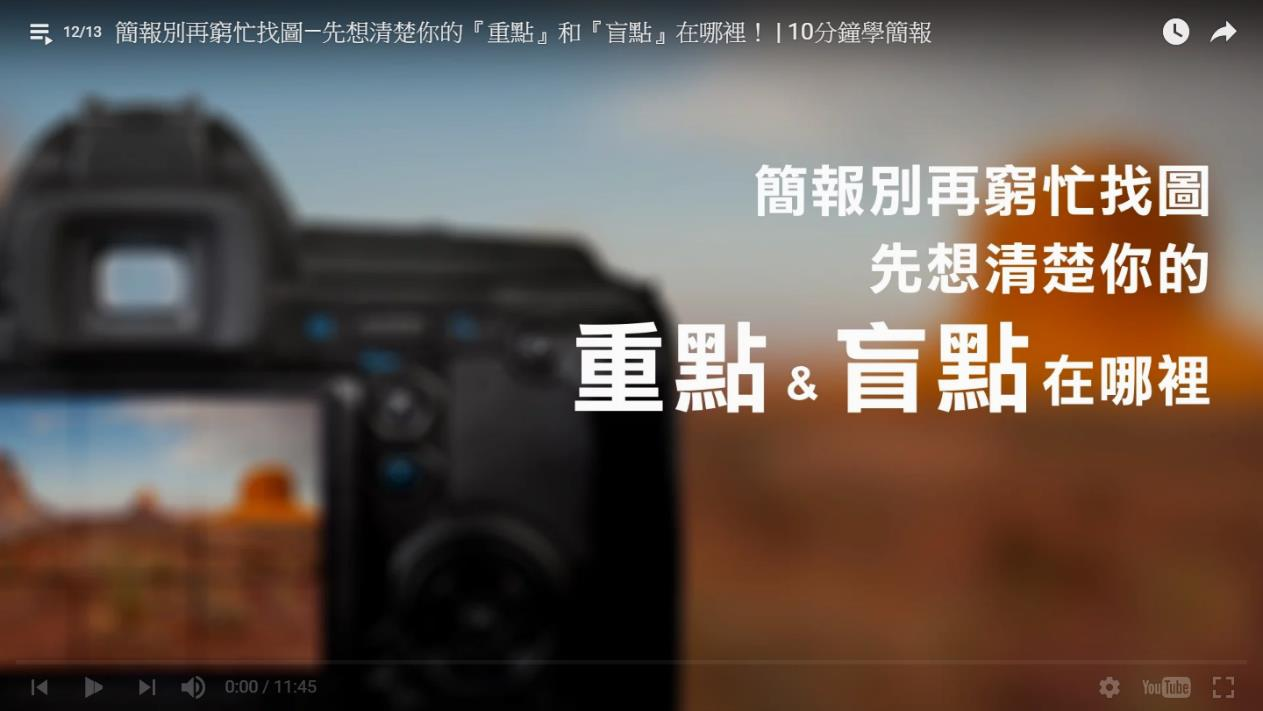 12/13 簡報別再窮忙找圖—先想清楚你的『重點』和『盲點』在哪裡！ | 10分鐘學簡報
簡報別再窮忙找圖
先想清楚你的
重點 & 盲點 在哪裡
0:00 / 11:45
YouTube